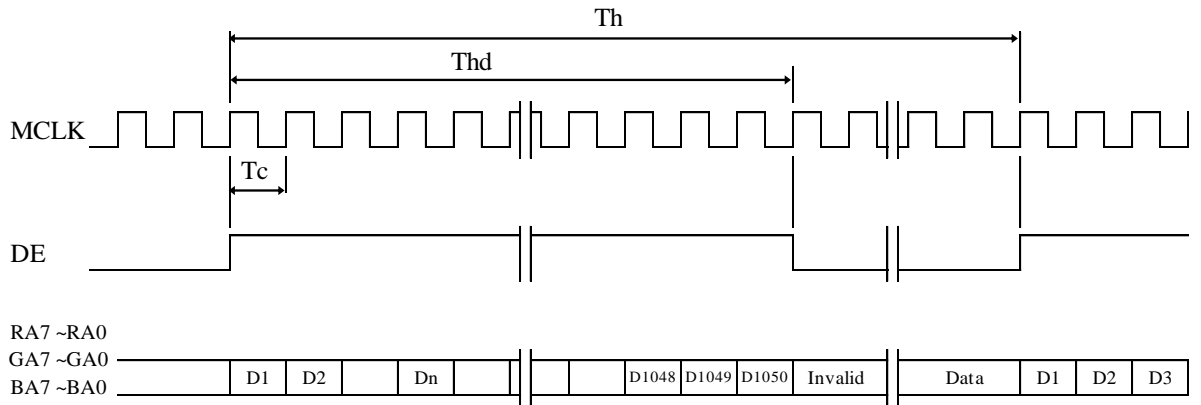 Th
Thd
MCLK
Tc
DE
RA7 ~RA0
GA7 ~GA0
BA7 ~BA0
D1 D2 Dn D1048 D1049 D1050 Invalid Data D1 D2 D3